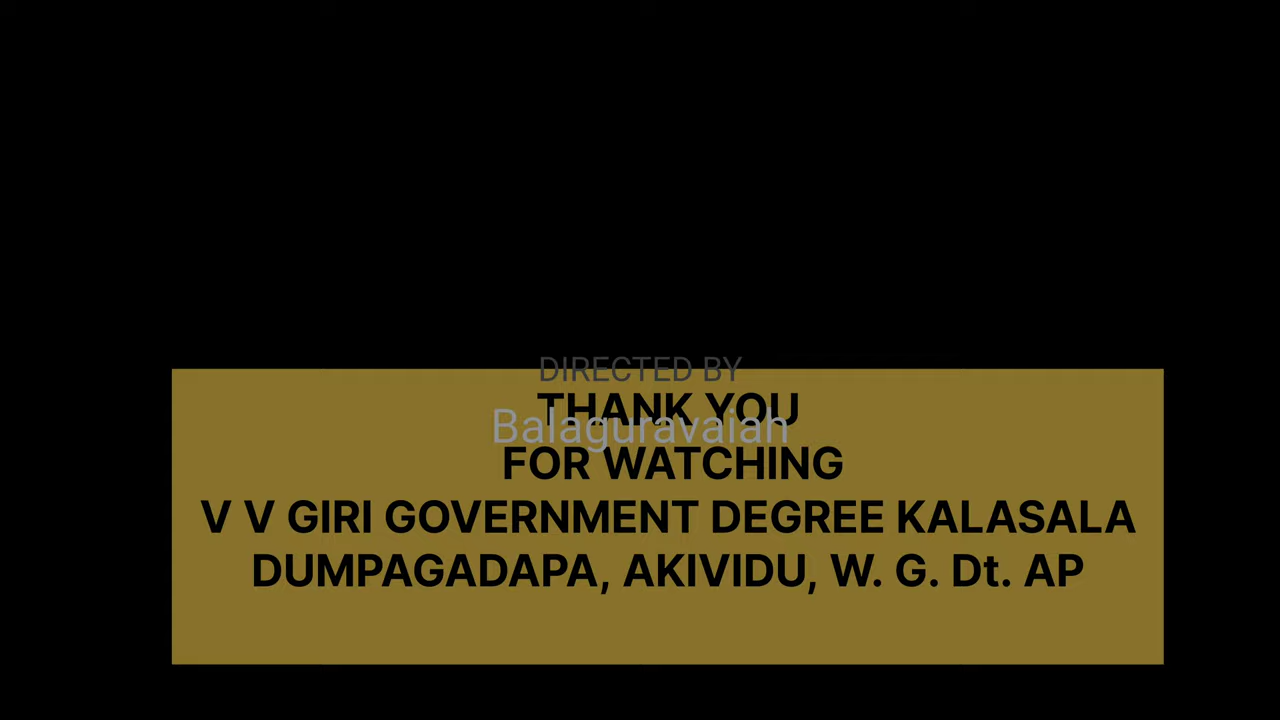 DIRECTED BY
THANK YOU
Balaguravaiah
FOR WATCHING
V V GIRI GOVERNMENT DEGREE KALASALA
DUMPAGADAPA, AKIVIDU, W. G. Dt. AP